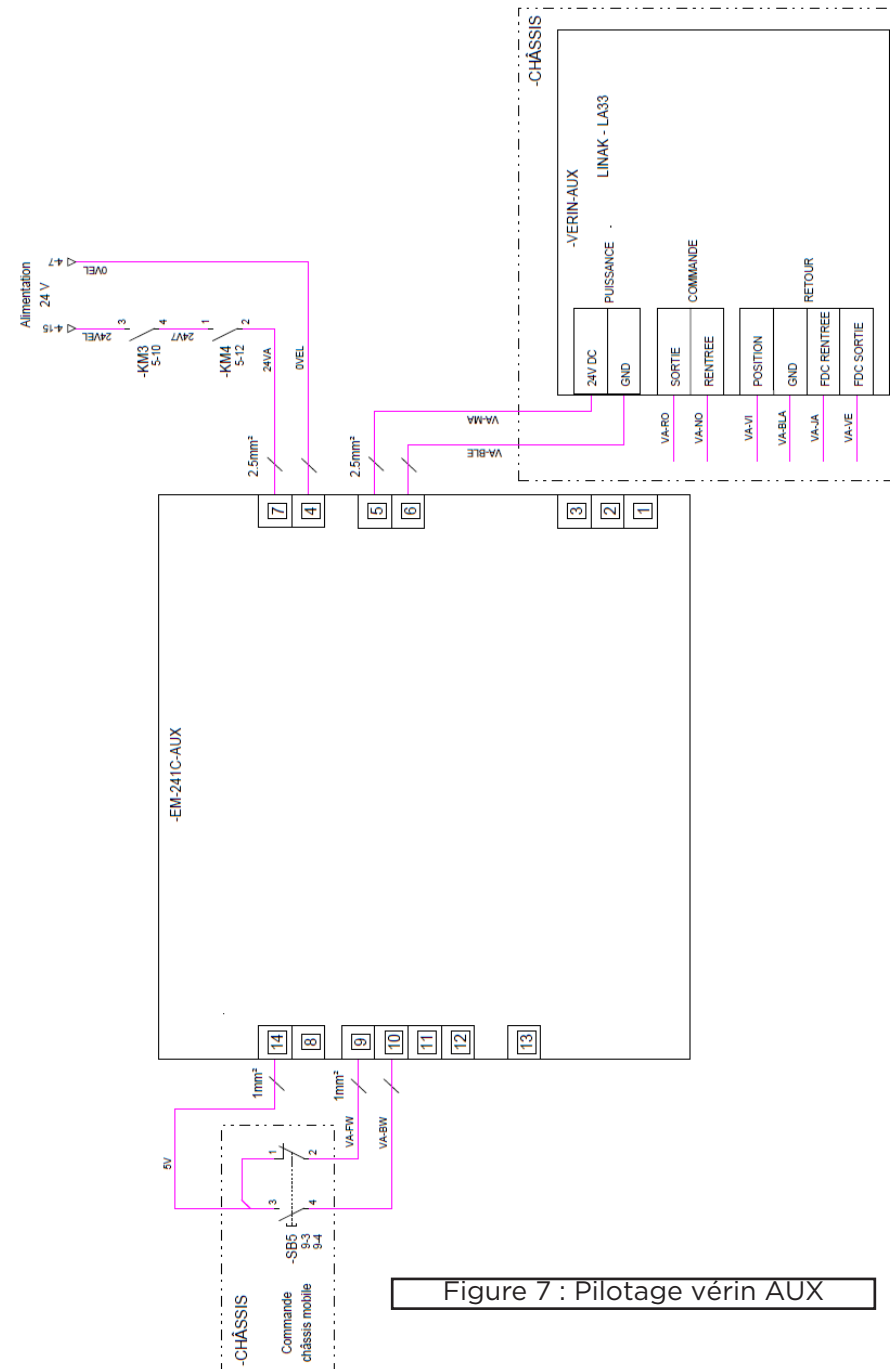 -CHÂSSIS
-VERIN-AUX
LINAK - LA33
PUISSANCE
24V DC
GND
COMMANDE
SORTIE
RENTREE
RETOUR
POSITION
GND
FDC RENTREE
FDC SORTIE
VA-RO
VA-NO
VA-VI
VA-BLA
VA-JA
VA-VE
Alimentation
24 V
4-15
4-7
24VEL
0VEL
3
4
-KM3
5-10
24V7
1
2
-KM4
5-12
24VA
0VEL
2.5mm²
2.5mm²
VA-MA
VA-BLE
7
4
5
6
3
2
1
-EM-241C-AUX
14
8
9
10
11
12
13
1mm²
1mm²
5V
VA-FW
VA-BW
1
2
3
4
-SB5
9-3
9-4
-CHÂSSIS
Commande
châssis mobile
Figure 7 : Pilotage vérin AUX